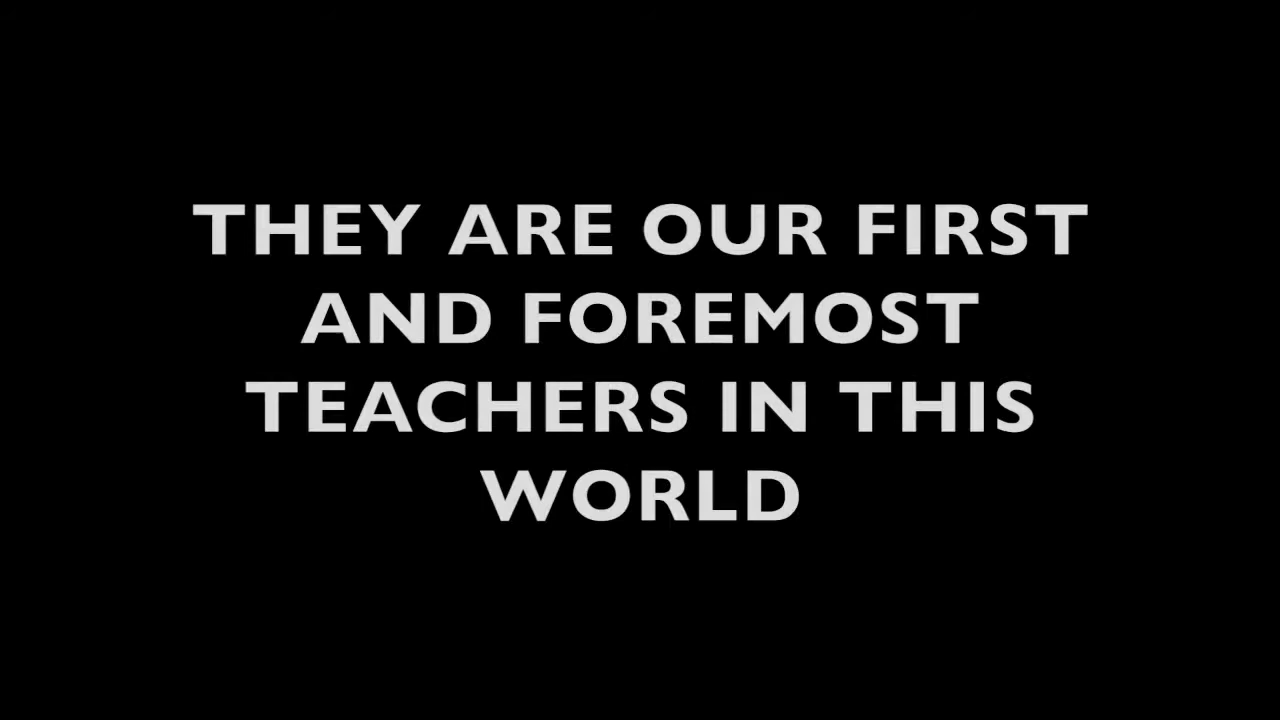 THEY ARE OUR FIRST
AND FOREMOST
TEACHERS IN THIS
WORLD